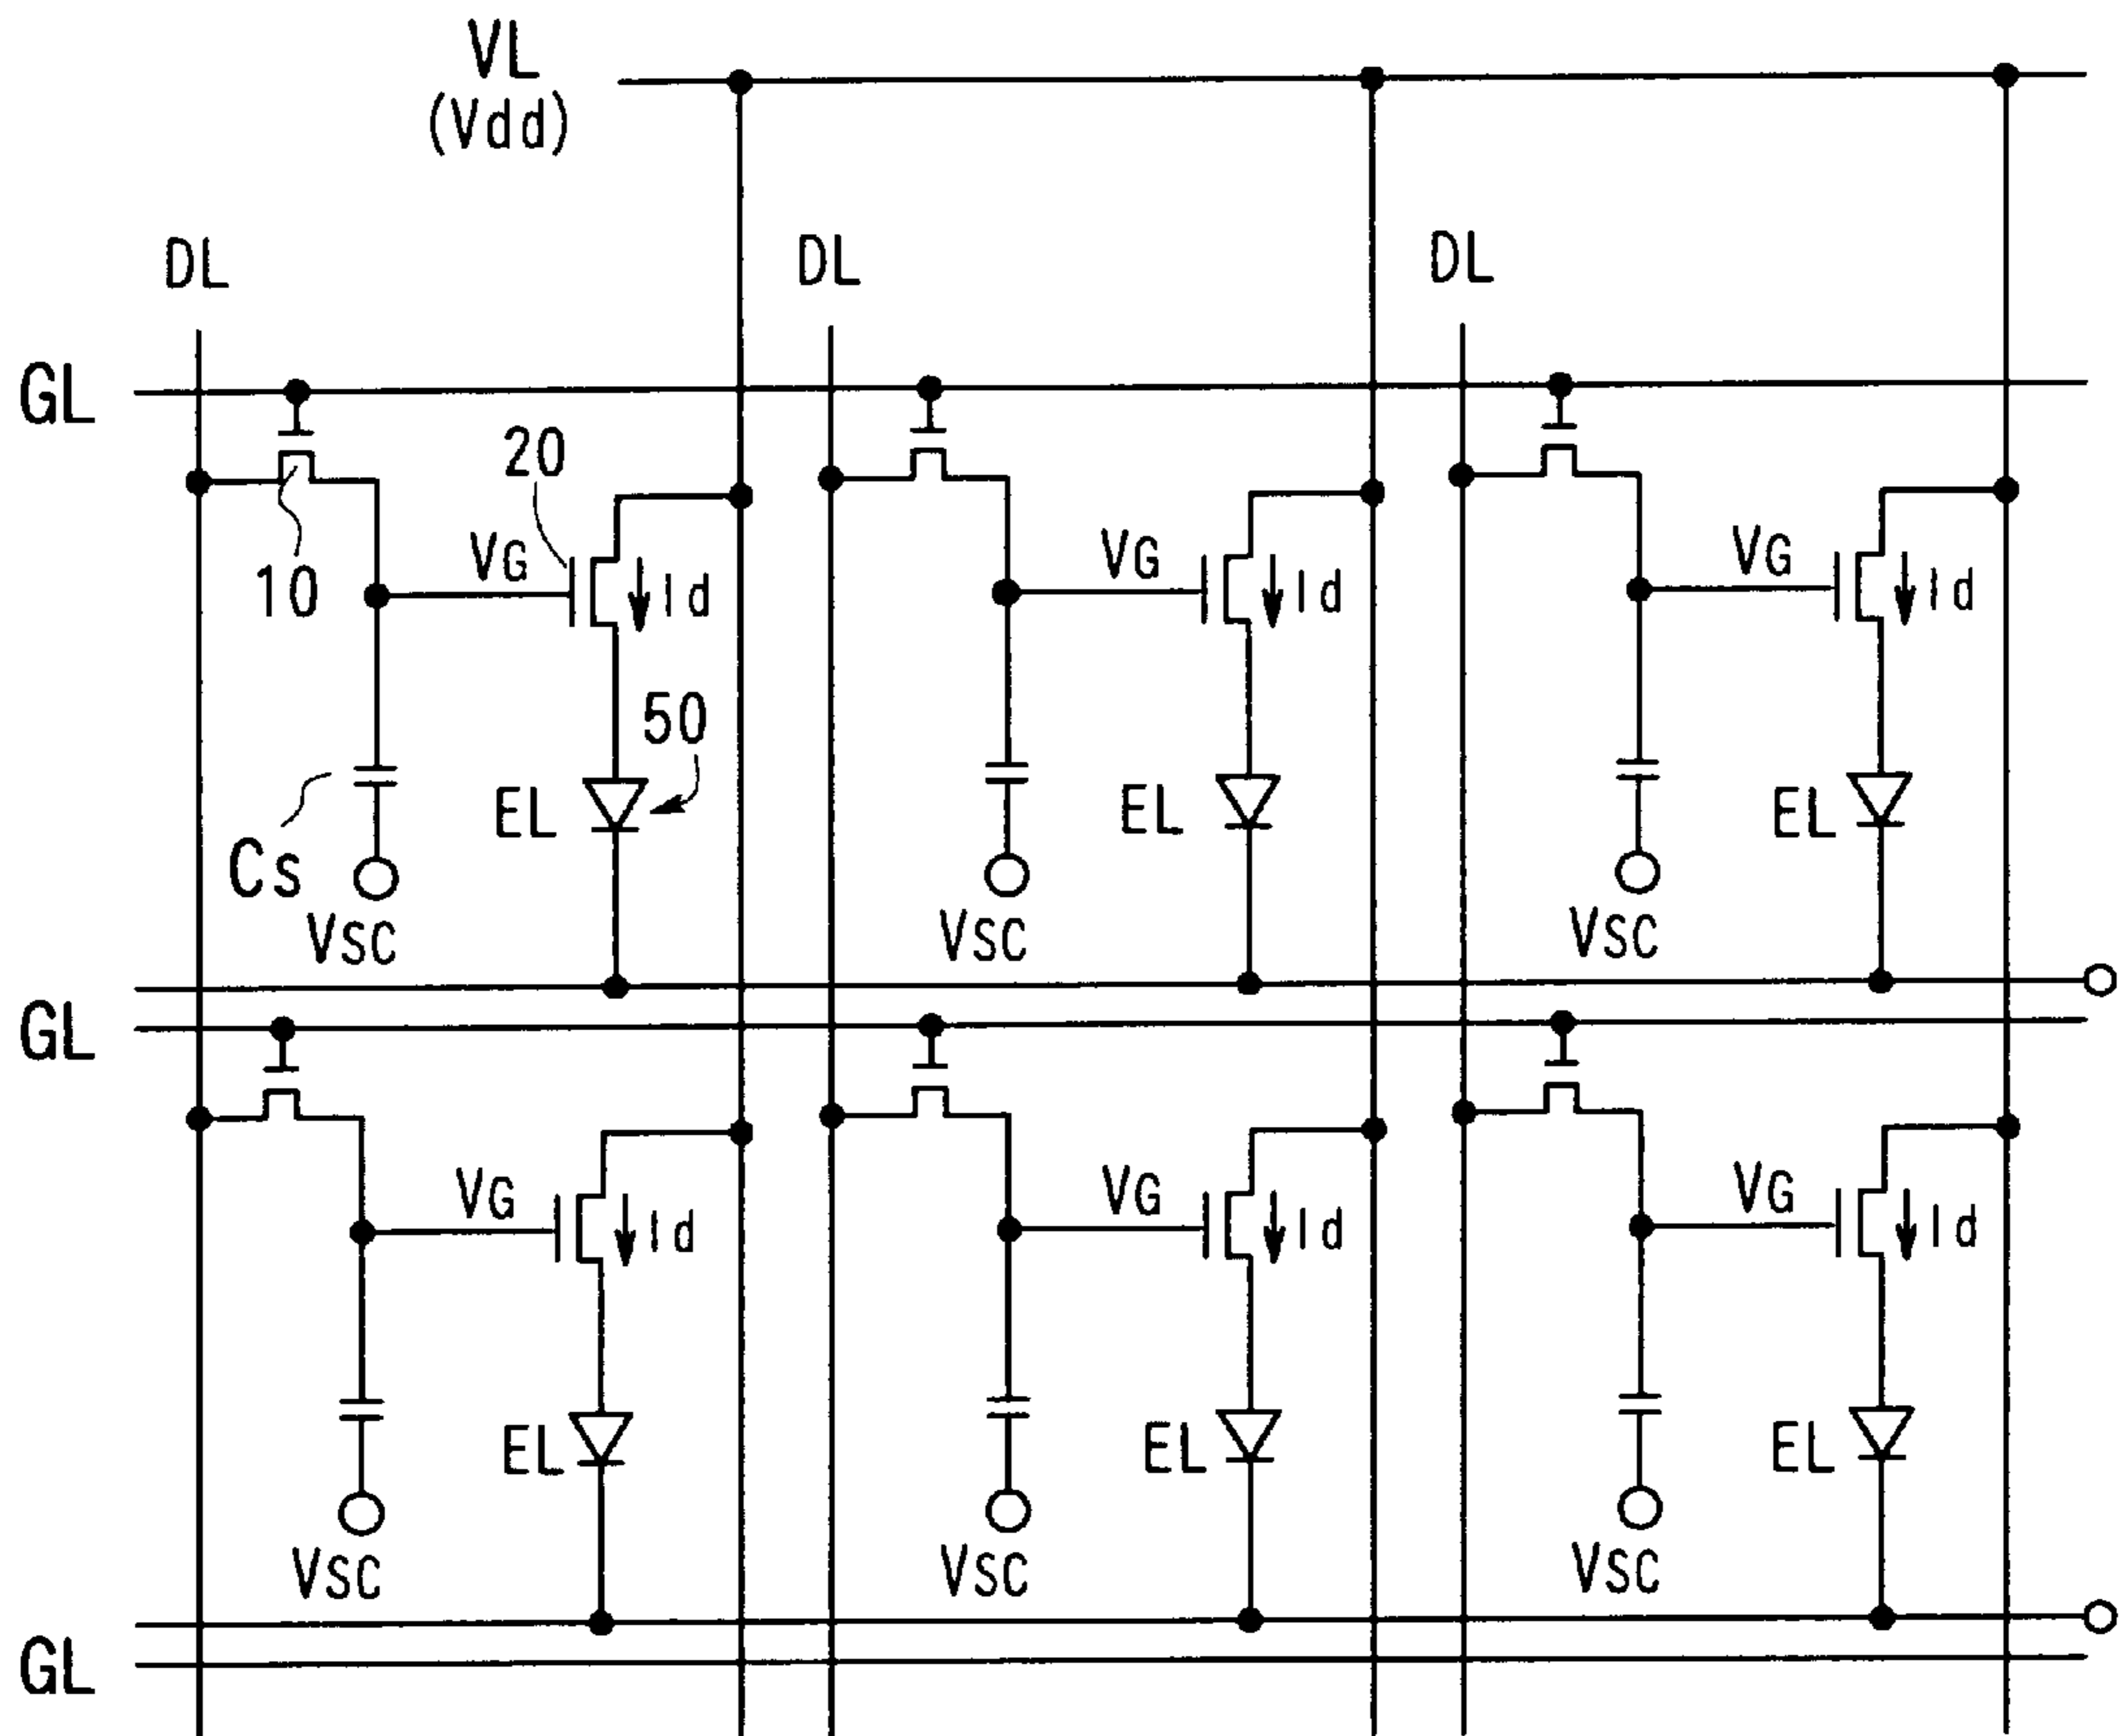 VL
(Vdd)
DL DL DL
GL
20
VG Id VG Id VG Id
10
50
EL EL EL
Cs
VSC VSC VSC
GL
VG Id VG Id VG Id
EL EL EL
VSC VSC VSC
GL